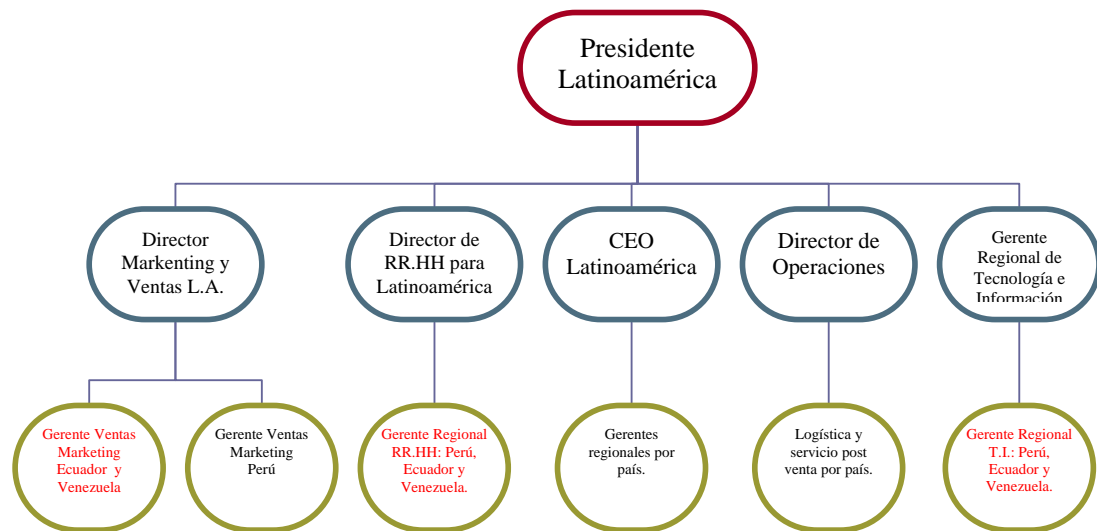 Presidente
Latinoamérica
Director
Markenting y
Ventas L.A.
Director de
RR.HH para
Latinoamérica
CEO
Latinoamérica
Director de
Operaciones
Gerente
Regional de
Tecnología e
Información
Gerente Ventas
Marketing
Ecuador y
Venezuela
Gerente Ventas
Marketing
Perú
Gerente Regional
RR.HH: Perú,
Ecuador y
Venezuela.
Gerentes
regionales por
país.
Logística y
servicio post
venta por país.
Gerente Regional
T.I.: Perú,
Ecuador y
Venezuela.